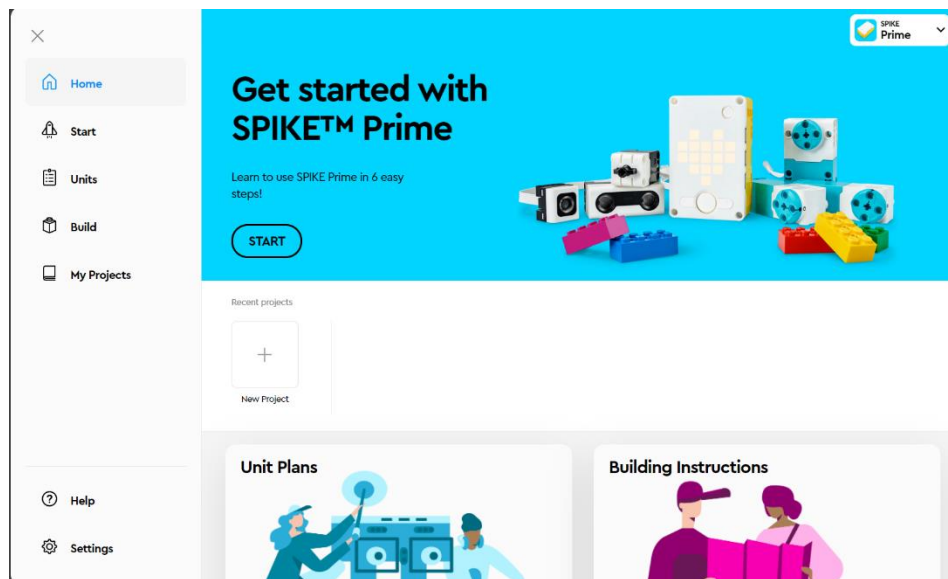 Home
Start
Units
Build
My Projects
Help
Settings
SPIKE
Prime
Get started with
SPIKE™ Prime
Learn to use SPIKE Prime in 6 easy
steps!
START
Recent projects
New Project
Unit Plans
Building Instructions